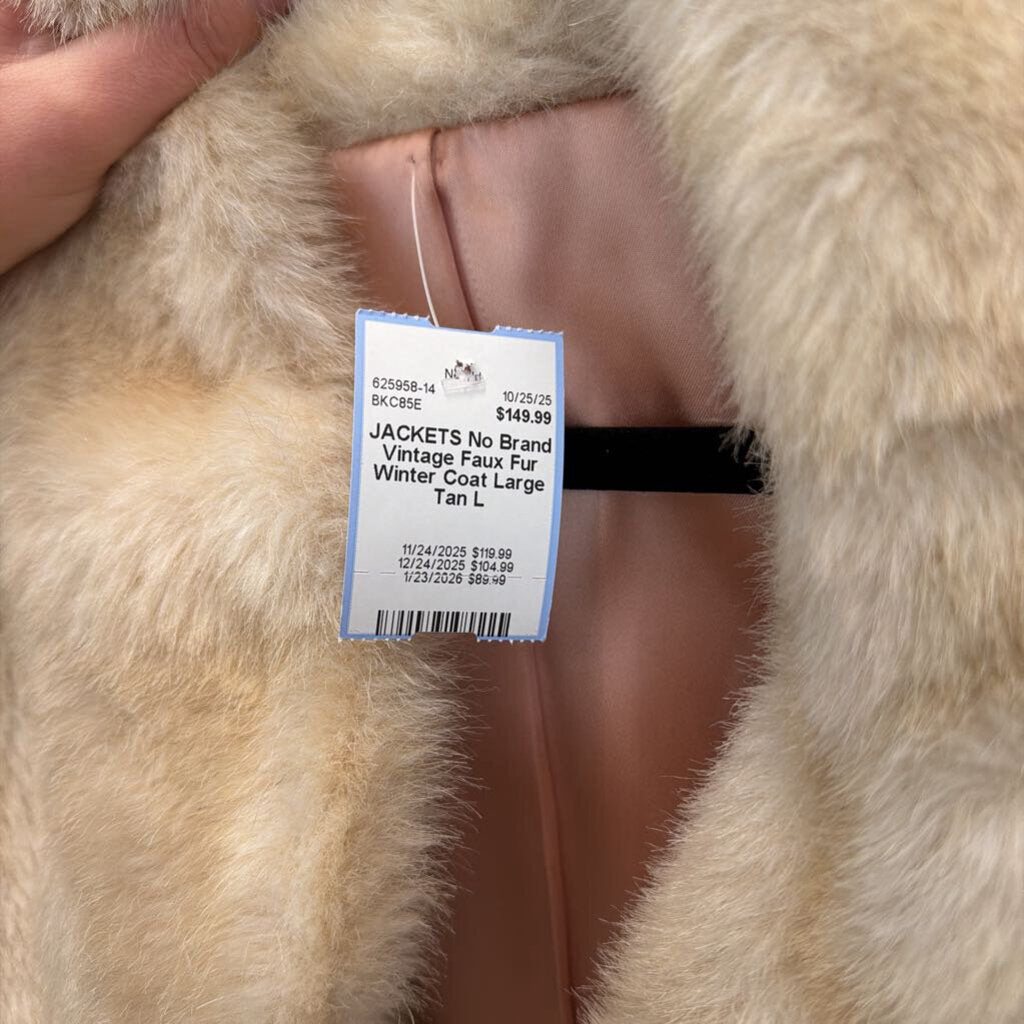 625958-14
10/25/25
BKC85E
$149.99
JACKETS No Brand
Vintage Faux Fur
Winter Coat Large
Tan L
11/24/2025 $119.99
12/24/2025 $104.99
1/23/2026 $89.99